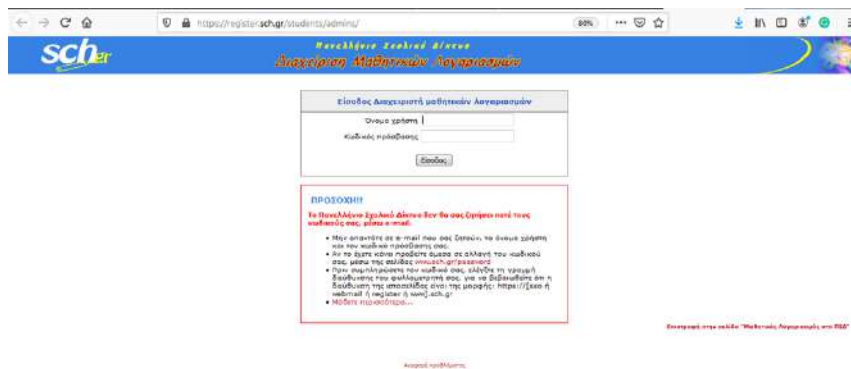 https://register.sch.gr/students/admins/
80%
sch.gr
Πανελλήνιο Σχολικό Δίκτυο
Διαχείριση Μαθητικών Λογαριασμών
Είσοδος Διαχειριστή μαθητικών λογαριασμών
Όνομα χρήστη
Κωδικός πρόσβασης
Είσοδος
ΠΡΟΣΟΧΗ!!
Το Πανελλήνιο Σχολικό Δίκτυο δεν θα σας ζητήσει ποτέ τους
κωδικούς σας, μέσω e-mail.
• Μην απαντάτε σε e-mail που σας ζητούν, το όνομα χρήστη
και τον κωδικό πρόσβασης σας.
• Αν το έχετε κάνει προβείτε άμεσα σε αλλαγή του κωδικού
σας, μέσω της σελίδας www.sch.gr/password
• Πριν συμπληρώσετε τον κωδικό σας, ελέγξτε τη γραμμή
διεύθυνσης του φυλλομετρητή σας, για να βεβαιωθείτε ότι η
διεύθυνση της ιστοσελίδας είναι της μορφής: https://[sso ή
webmail ή register ή www].sch.gr
• Μάθετε περισσότερα...
Επιστροφή στην σελίδα "Μαθητικός Λογαριασμός στο ΠΣΔ"
Αναφορά προβλήματος